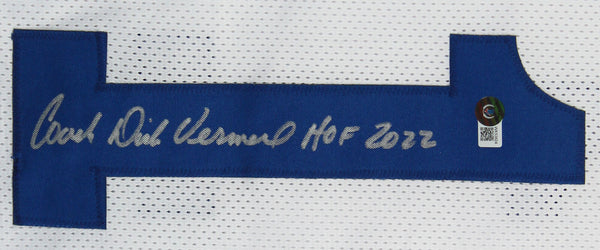 Coach Dick Vermeil HOF 2022